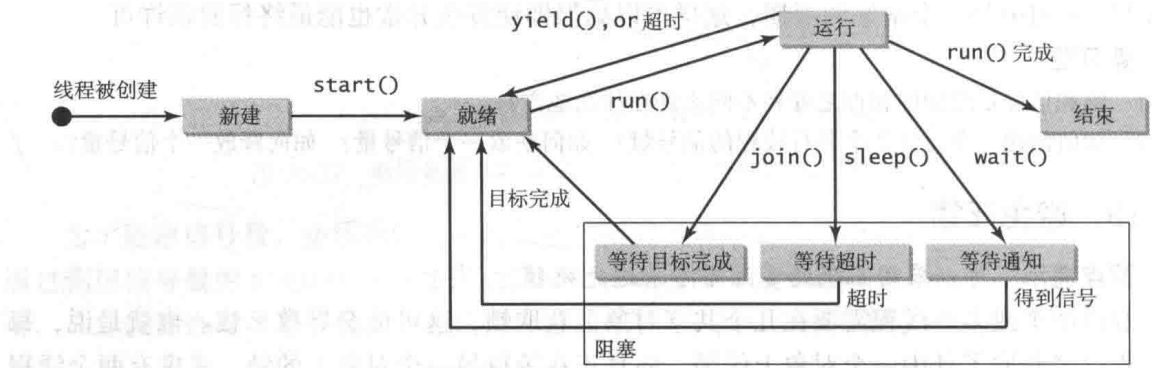 yield(),or 超时
运行
run() 完成
线程被创建
start()
新建
就绪
run()
结束
join()
sleep()
wait()
目标完成
等待目标完成
等待超时
等待通知
超时
得到信号
阻塞